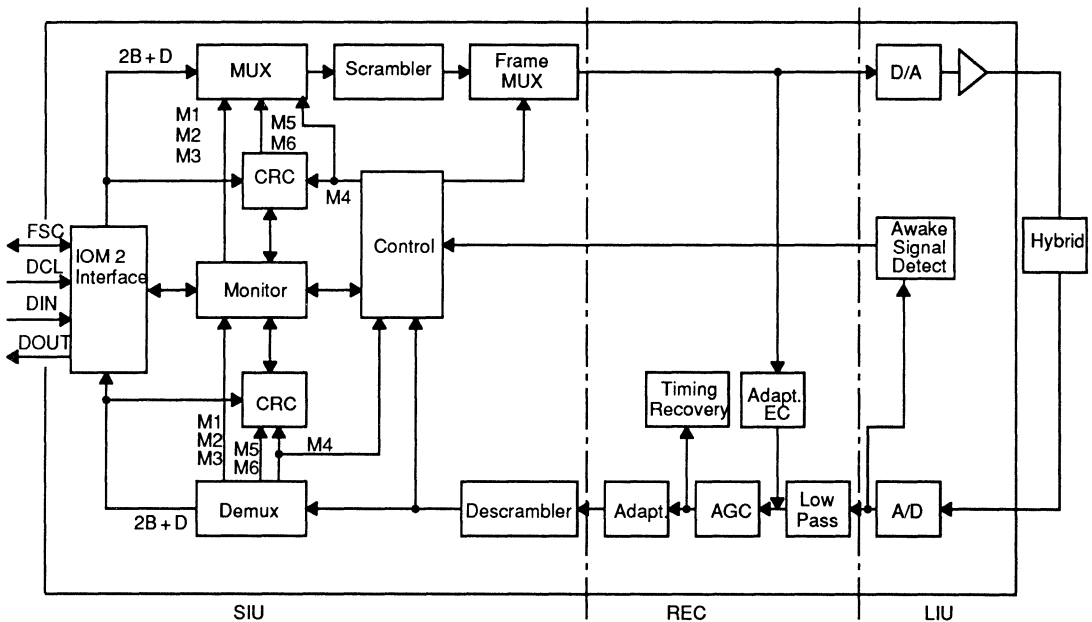 2B + D
MUX
Scrambler
Frame
MUX
D/A
M1
M2
M3
M5
M6
CRC
M4
Control
Awake
Signal
Detect
Hybrid
FSC
DCL
DIN
DOUT
IOM 2
Interface
Monitor
CRC
Timing
Recovery
Adapt.
EC
M1
M2
M3
M5
M6
M4
2B + D
Demux
Descrambler
Adapt.
AGC
Low
Pass
A/D
SIU
REC
LIU